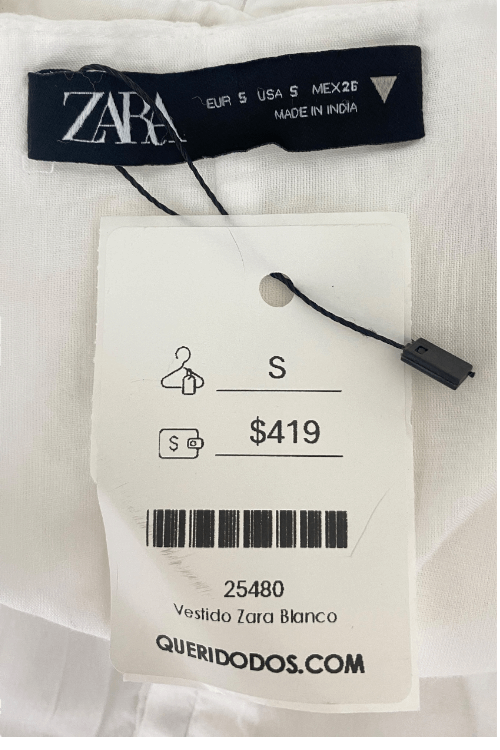 ZARA
EUR S USA S MEX26
MADE IN INDIA
S
$
$419
25480
Vestido Zara Blanco
QUERIDODOS.COM